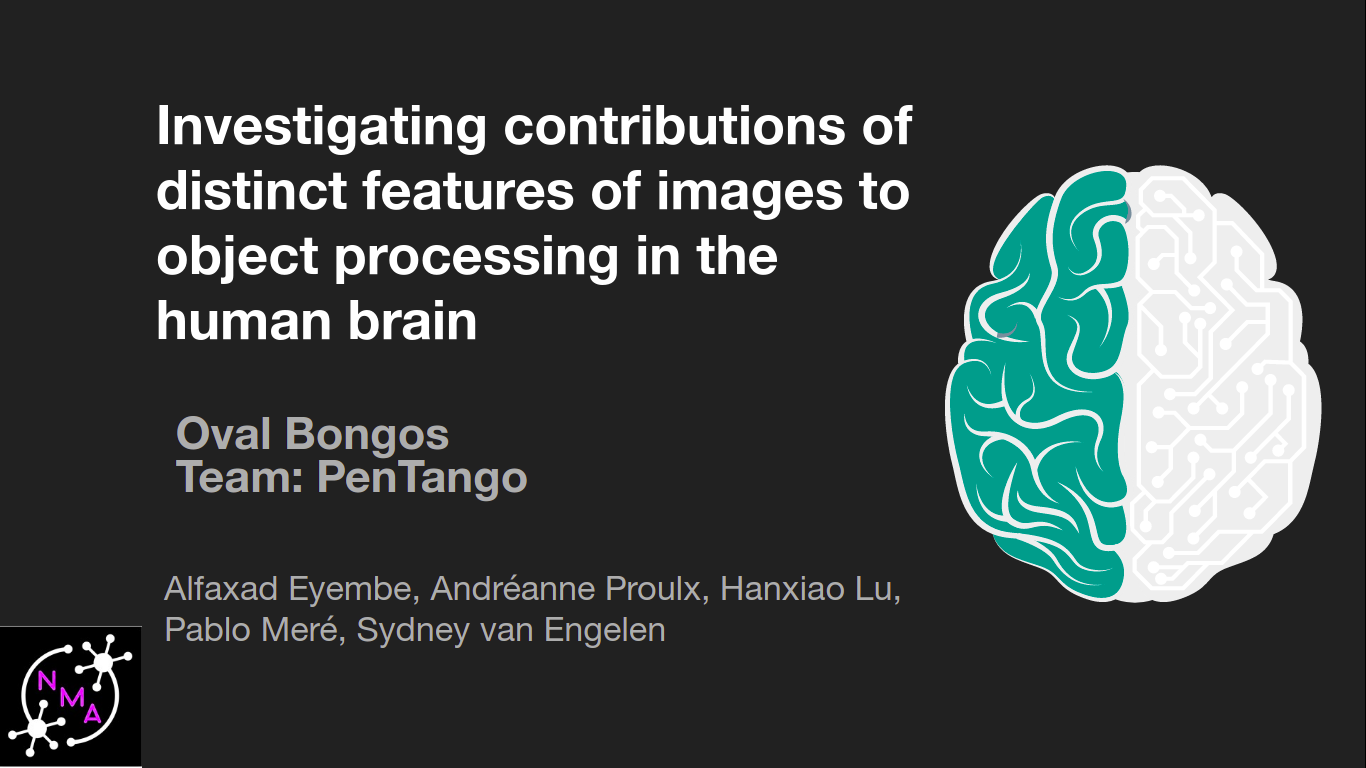 Investigating contributions of
distinct features of images to
object processing in the
human brain
Oval Bongos
Team: PenTango
Alfaxad Eyembe, Andréanne Proulx, Hanxiao Lu,
Pablo Meré, Sydney van Engelen
N
M
A